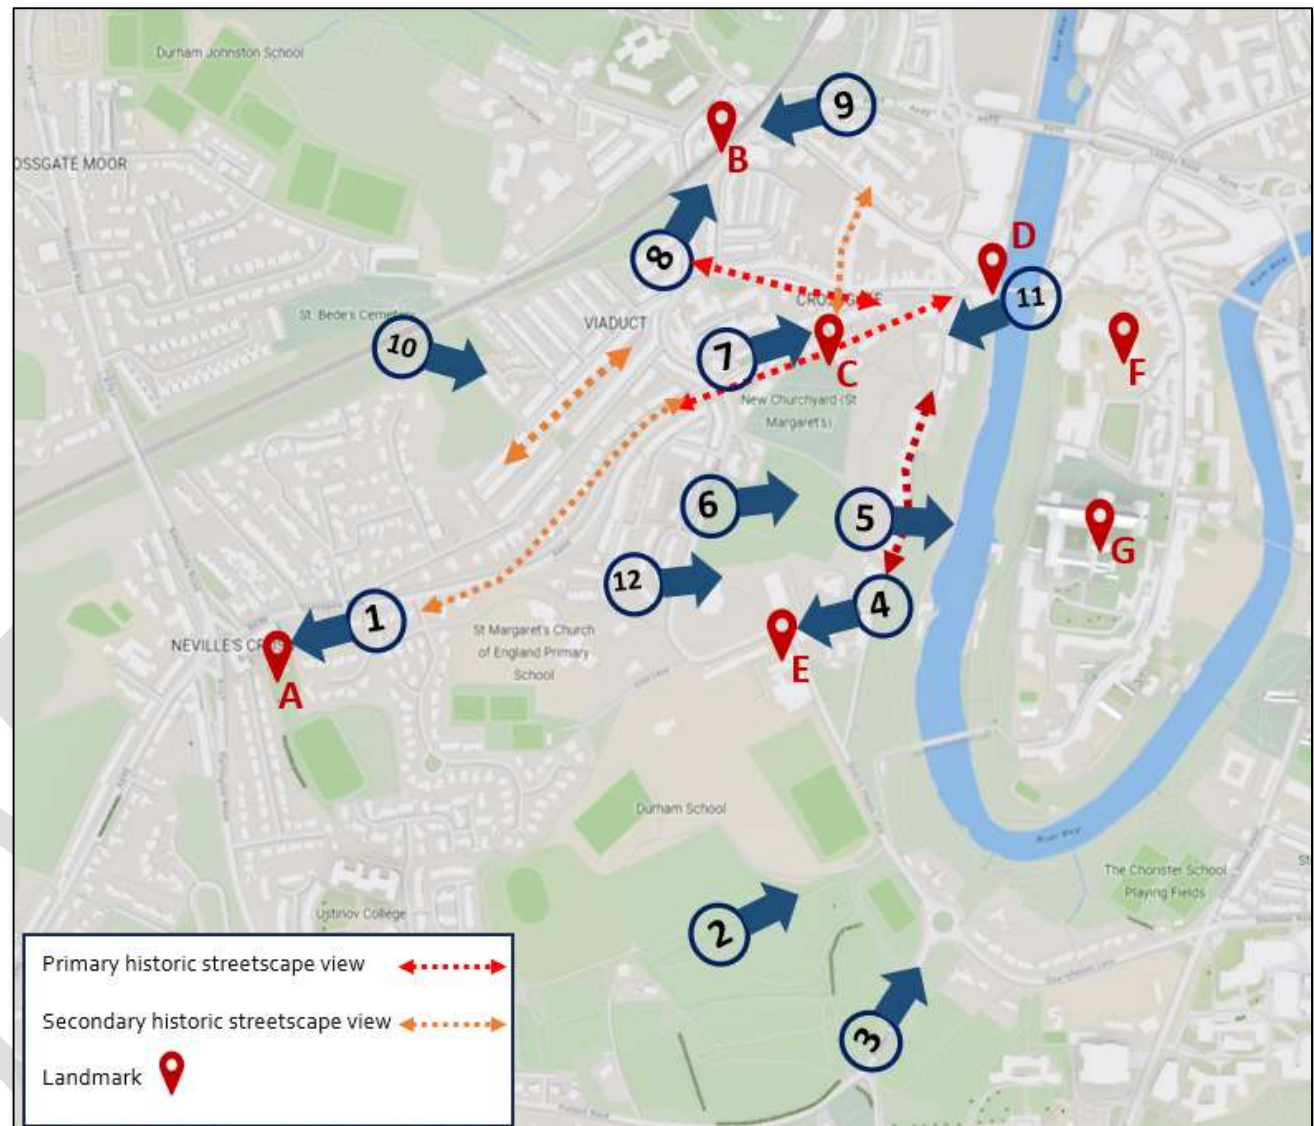 Durham Johnston School
9
B
OSSGATE MOOR
8
D
11
CROSSGATE
St. Bede's Cemetery
VIADUCT
10
7
C
F
New Churchyard (St
Margaret's)
6
5
G
12
4
1
St Margaret's Church
of England Primary
School
NEVILLE'S CROSS
A
E
Durham School
The Chorister School
Playing Fields
2
Ustinov College
3
Primary historic streetscape view
Secondary historic streetscape view
Landmark